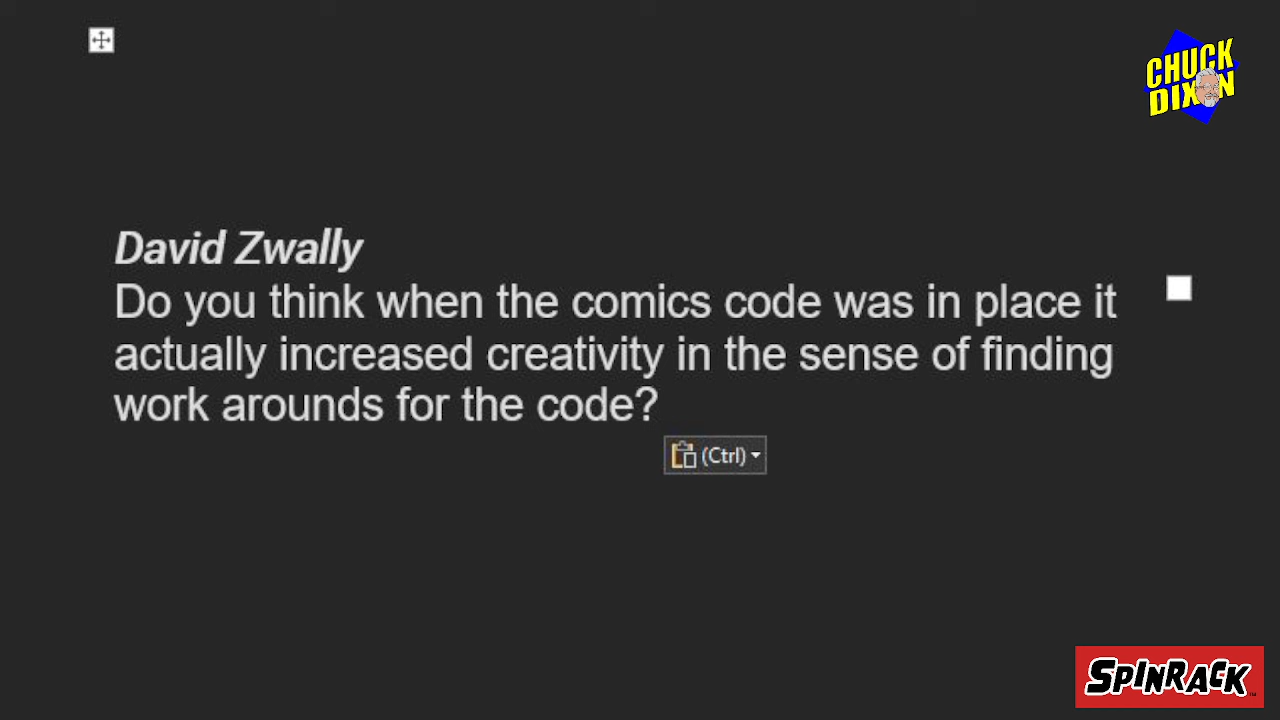 CHUCK
DIXON
David Zwally
Do you think when the comics code was in place it
actually increased creativity in the sense of finding
work arounds for the code?
(Ctrl)
SPINRACK